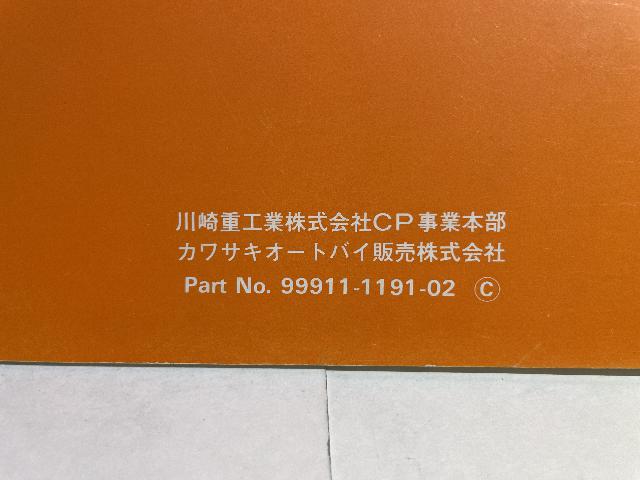 川崎重工業株式会社CP事業本部
カワサキオートバイ販売株式会社
Part No. 99911-1191-02 Ⓒ